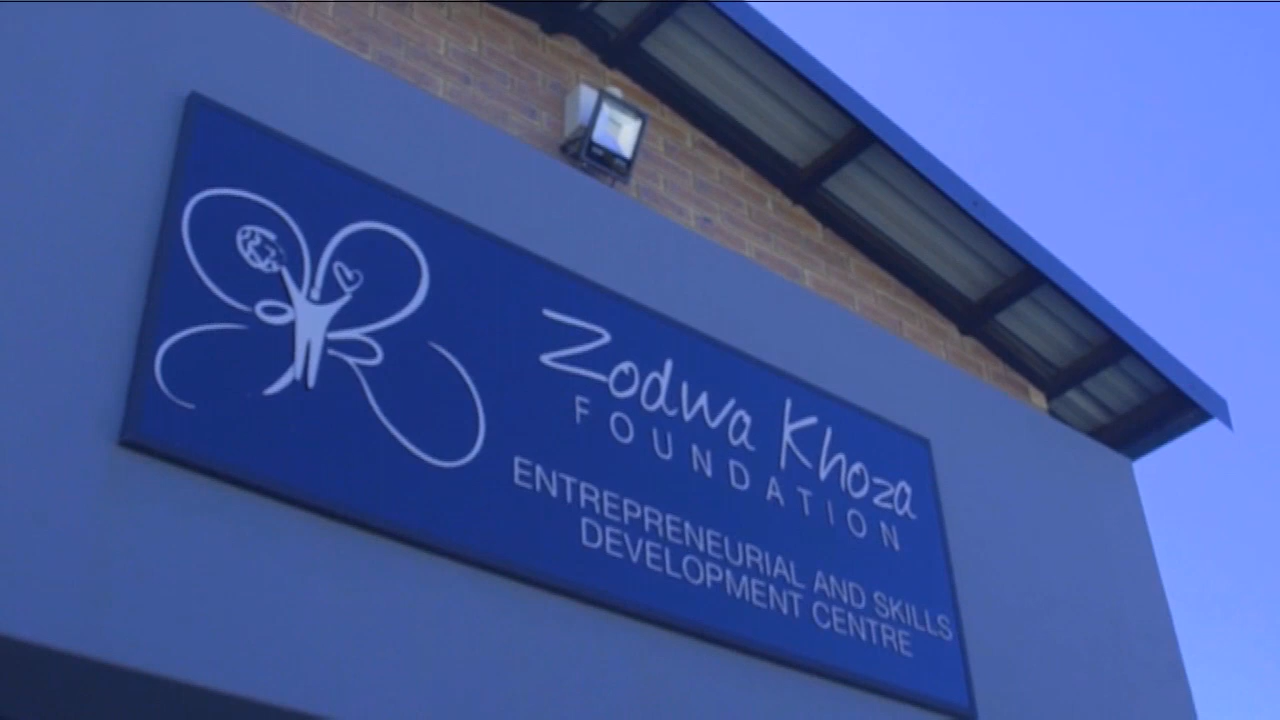 Zodwa Khoza
FOUNDATION
ENTREPRENEURIAL AND SKILLS
DEVELOPMENT CENTRE